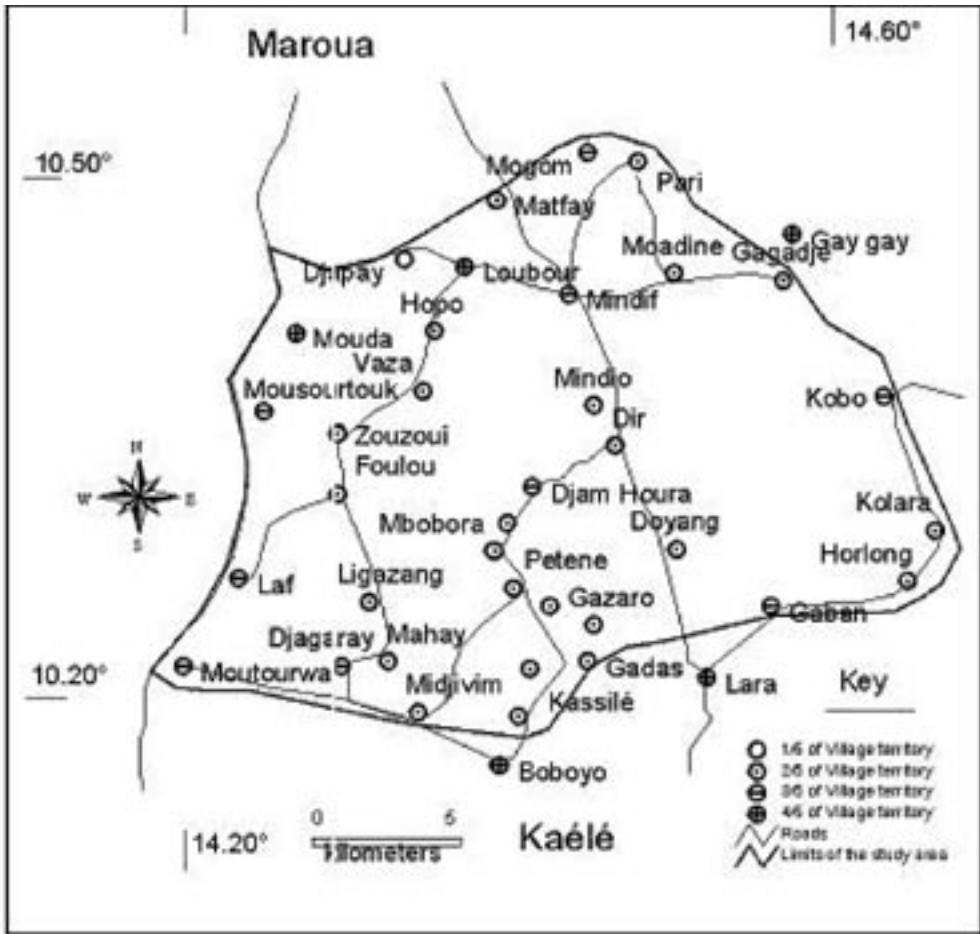 14.60°
Maroua
10.50°
Mogom
Pari
Matfay
Moadine
Gay gay
Gagadje
Djipay
Loubour
Hopo
Mindif
Mouda
Vaza
Mindio
Mousourtouk
Kobo
Dir
Zouzoui
Foulou
N
W
E
S
Djam Houra
Kolara
Mbobora
Doyang
Petene
Horlong
Laf
Ligazang
Gazaro
Gaban
Djagaray
Mahay
Moutourwa
Gadas
10.20°
Midjivim
Lara
Key
Kassilé
1/5 of Village territory
2/5 of Village territory
3/5 of Village territory
4/5 of Village territory
Boboyo
0
5
Kilometers
Kaélé
14.20°
Roads
Limits of the study area